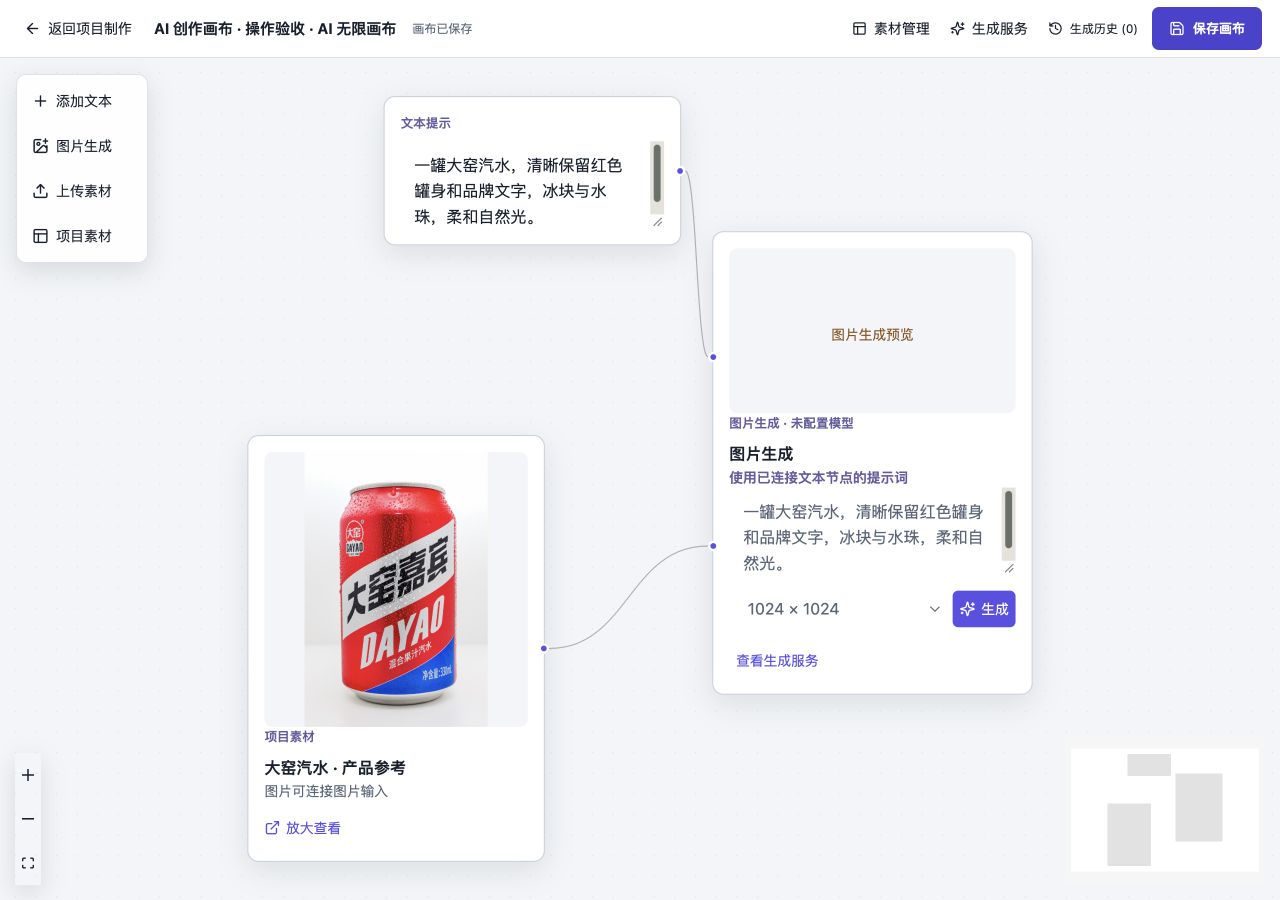 返回项目制作
AI 创作画布 · 操作验收 · AI 无限画布
画布已保存
素材管理
生成服务
生成历史 (0)
保存画布
添加文本
图片生成
上传素材
项目素材
文本提示
一罐大窑汽水，清晰保留红色
罐身和品牌文字，冰块与水
珠，柔和自然光。
图片生成预览
图片生成 · 未配置模型
图片生成
使用已连接文本节点的提示词
一罐大窑汽水，清晰保留红色罐身
和品牌文字，冰块与水珠，柔和自
然光。
1024 × 1024
生成
查看生成服务
大窑
DAYAO
大窑嘉宾
DAYAO
混合果汁汽水
净含量:330mL
项目素材
大窑汽水 · 产品参考
图片可连接图片输入
放大查看